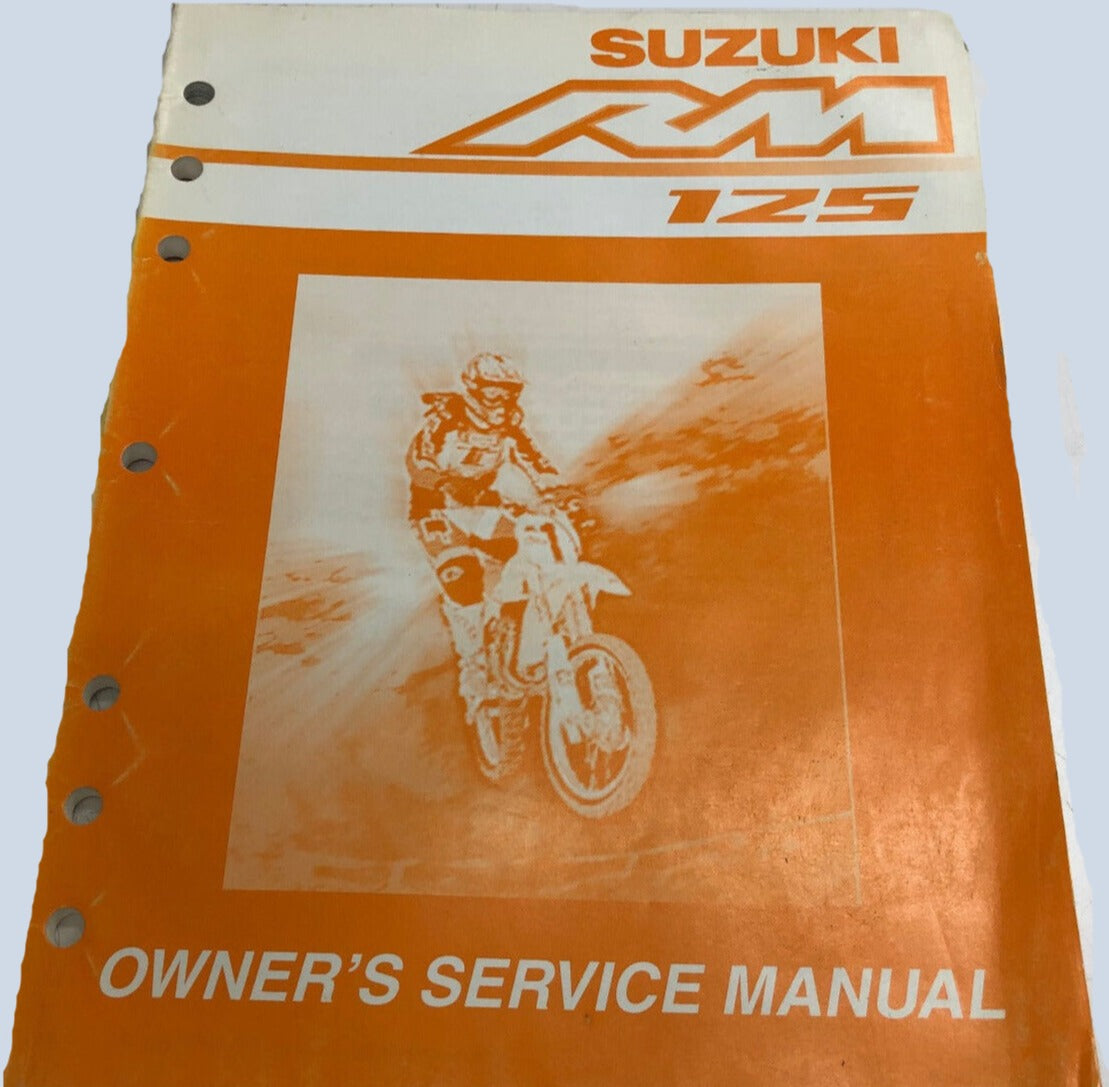 SUZUKI
RM
125
OWNER'S SERVICE MANUAL